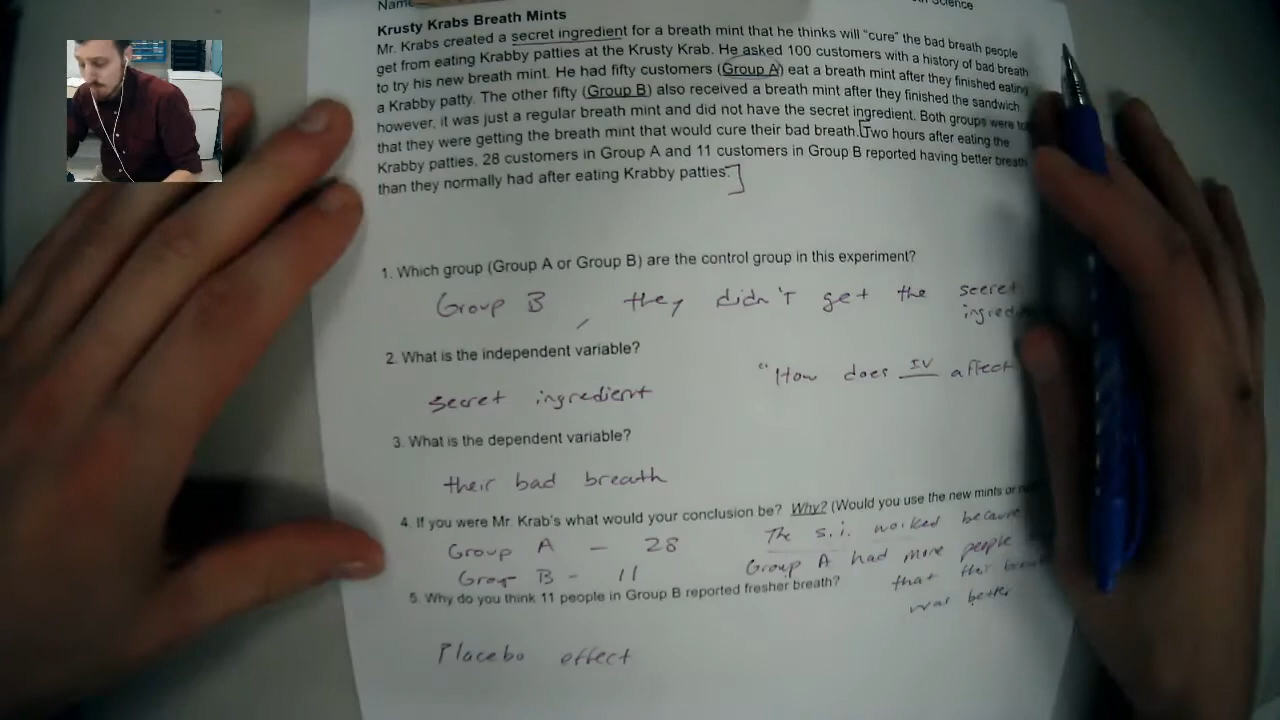 Name
Science
Krusty Krabs Breath Mints
Mr. Krabs created a secret ingredient for a breath mint that he thinks will “cure” the bad breath people
get from eating Krabby patties at the Krusty Krab. He asked 100 customers with a history of bad breath
to try his new breath mint. He had fifty customers (Group A) eat a breath mint after they finished eating
a Krabby patty. The other fifty (Group B) also received a breath mint after they finished the sandwich
however, it was just a regular breath mint and did not have the secret ingredient. Both groups were
that they were getting the breath mint that would cure their bad breath. Two hours after eating the
Krabby patties, 28 customers in Group A and 11 customers in Group B reported having better breath
than they normally had after eating Krabby patties.
1. Which group (Group A or Group B) are the control group in this experiment?
Group B, they didn't get the secret
2. What is the independent variable?
"How does IV affect
secret ingredient
3. What is the dependent variable?
their bad breath
4. If you were Mr. Krab's what would your conclusion be? Why? (Would you use the new mints or
The s.i. worked because
Group A - 28
Group A had more people
Group B - 11
that their
5. Why do you think 11 people in Group B reported fresher breath?
was better
Placebo effect